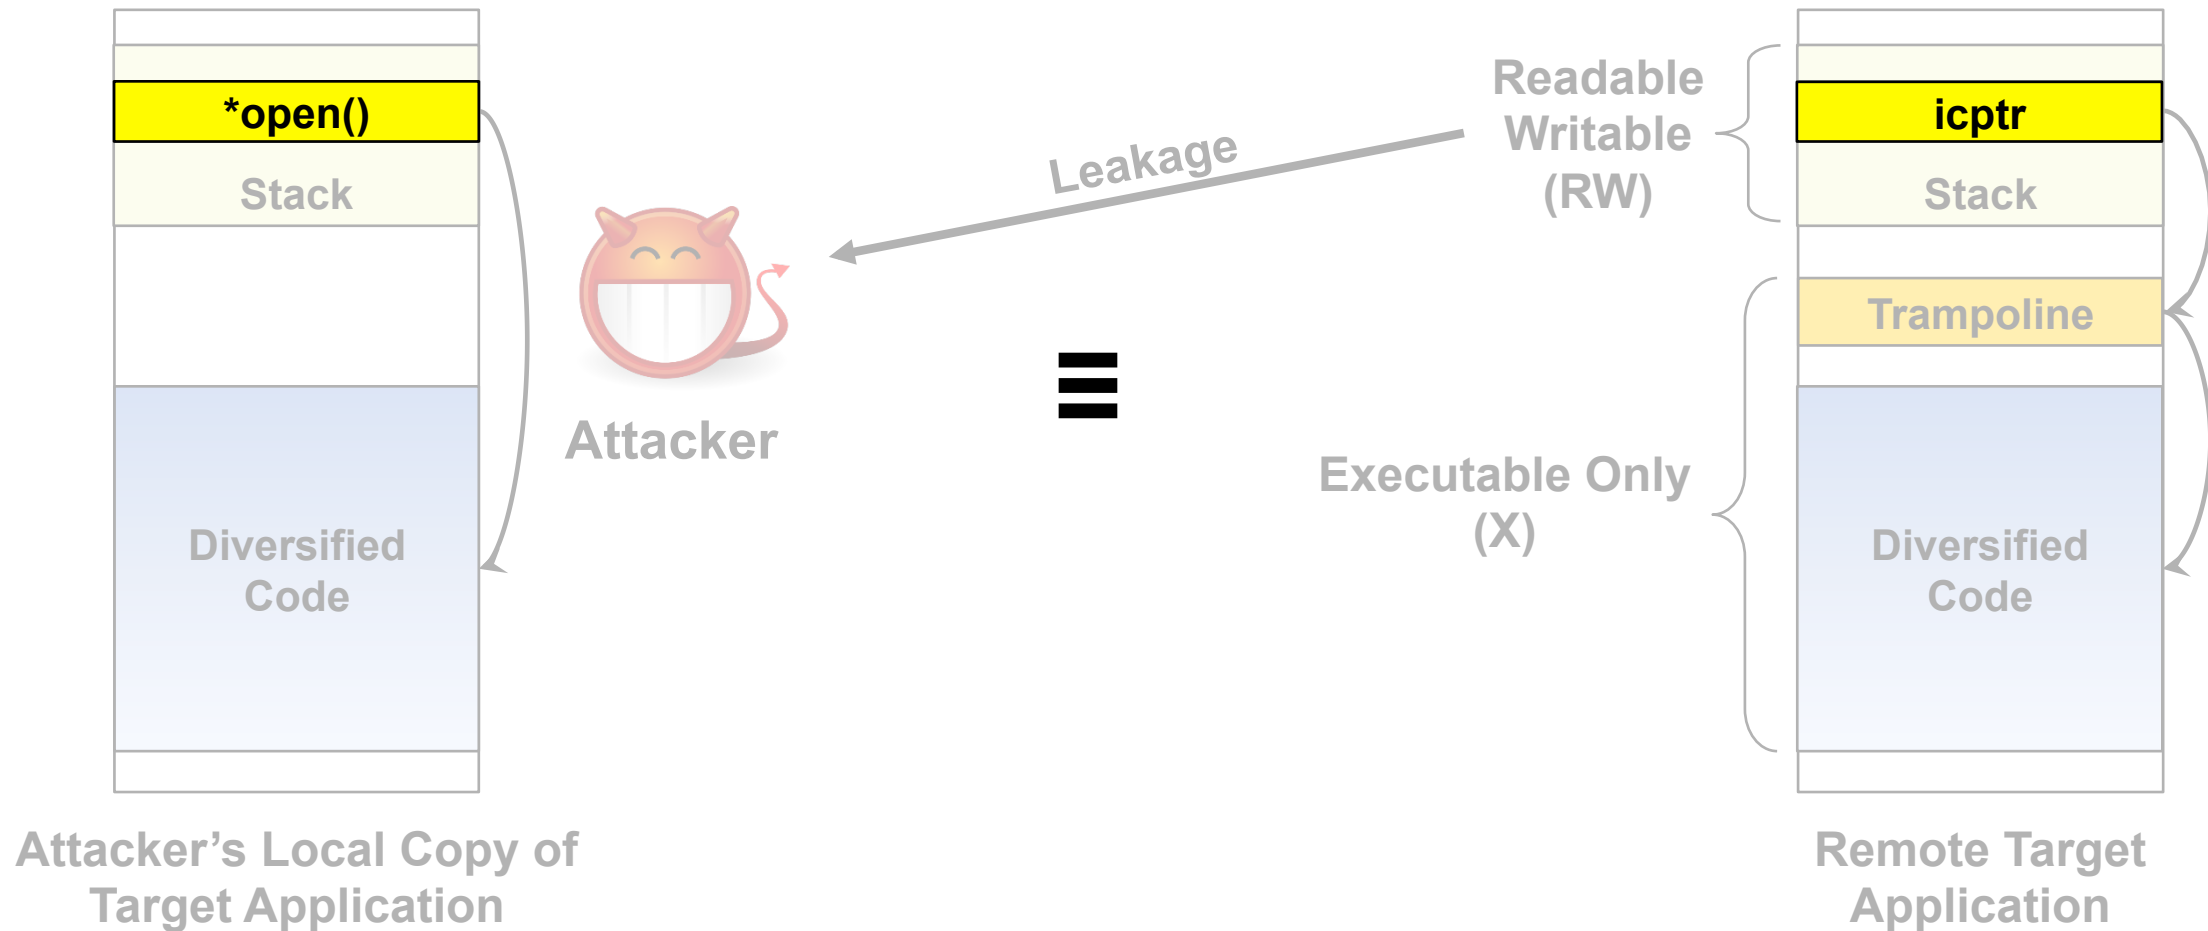 *open()
Stack
Diversified
Code
Attacker’s Local Copy of
Target Application
Attacker
Leakage
≡
Readable
Writable
(RW)
Executable Only
(X)
icptr
Stack
Trampoline
Diversified
Code
Remote Target
Application